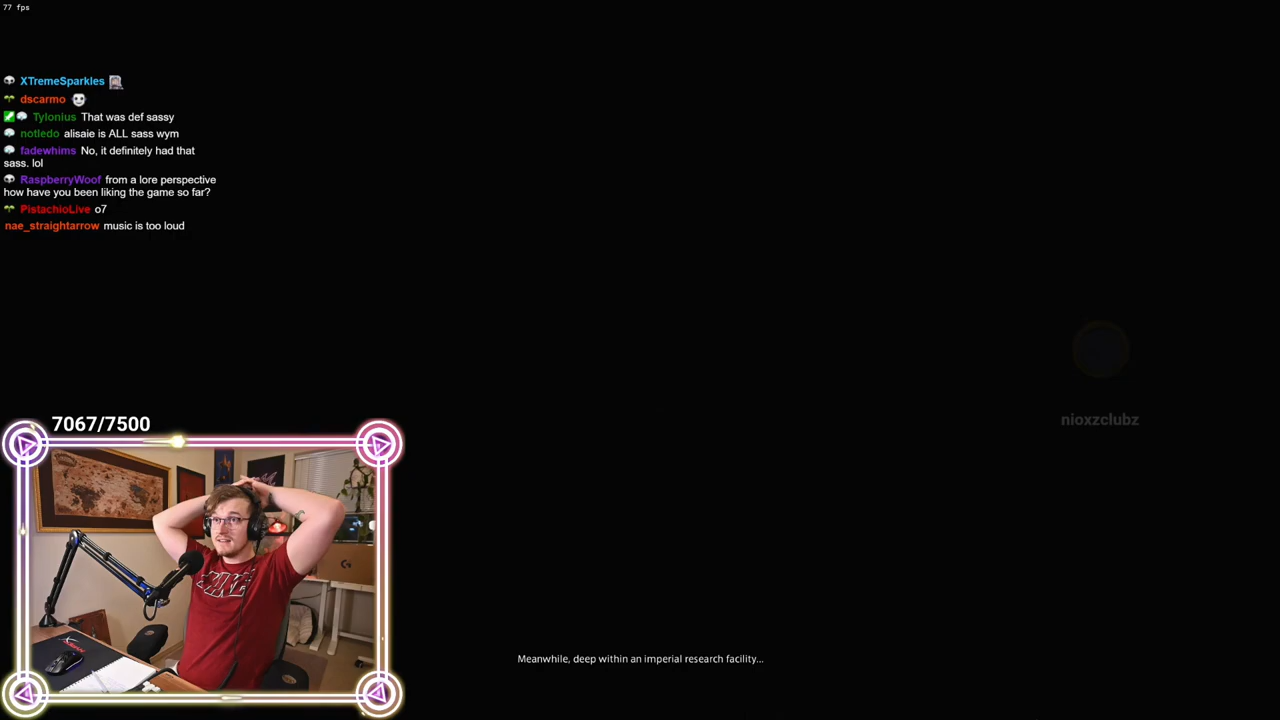 77 fps
XTremeSparkles
dscarmo
Tylonius That was def sassy
notledo alisaie is ALL sass wym
fadewhims No, it definitely had that
sass. lol
RaspberryWoof from a lore perspective
how have you been liking the game so far?
PistachioLive o7
nae_straightarrow music is too loud
nioxzclubz
7067/7500
NIKE
G
Meanwhile, deep within an imperial research facility...